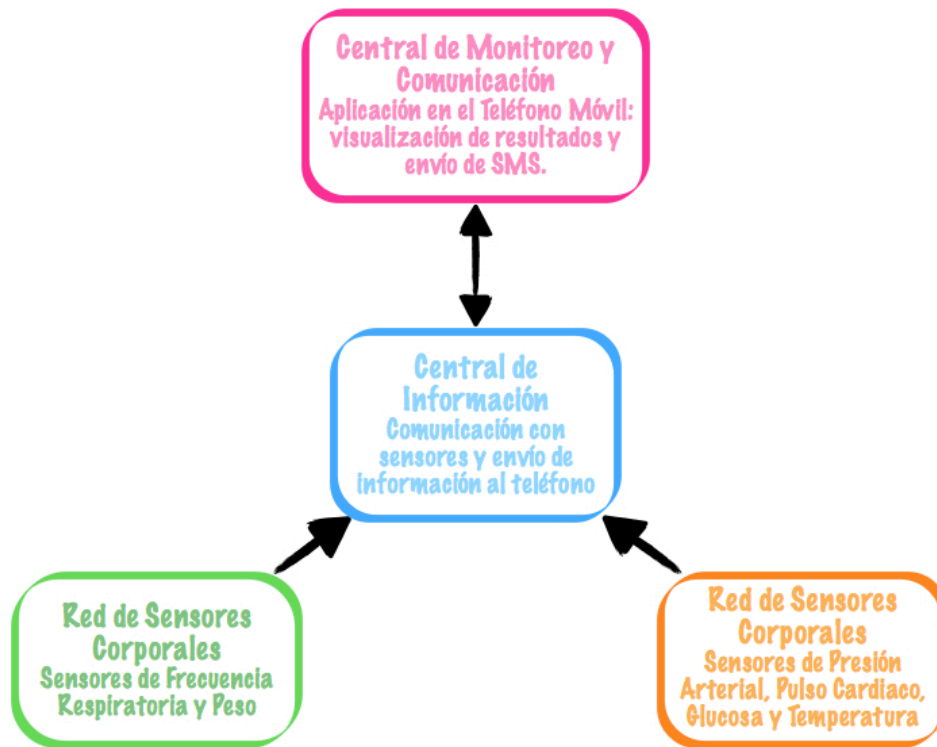 Central de Monitoreo y
Comunicación
Aplicación en el Teléfono Móvil:
visualización de resultados y
envío de SMS.
Central de
Información
Comunicación con
sensores y envío de
información al teléfono
Red de Sensores
Corporales
Sensores de Frecuencia
Respiratoria y Peso
Red de Sensores
Corporales
Sensores de Presión
Arterial, Pulso Cardiaco,
Glucosa y Temperatura